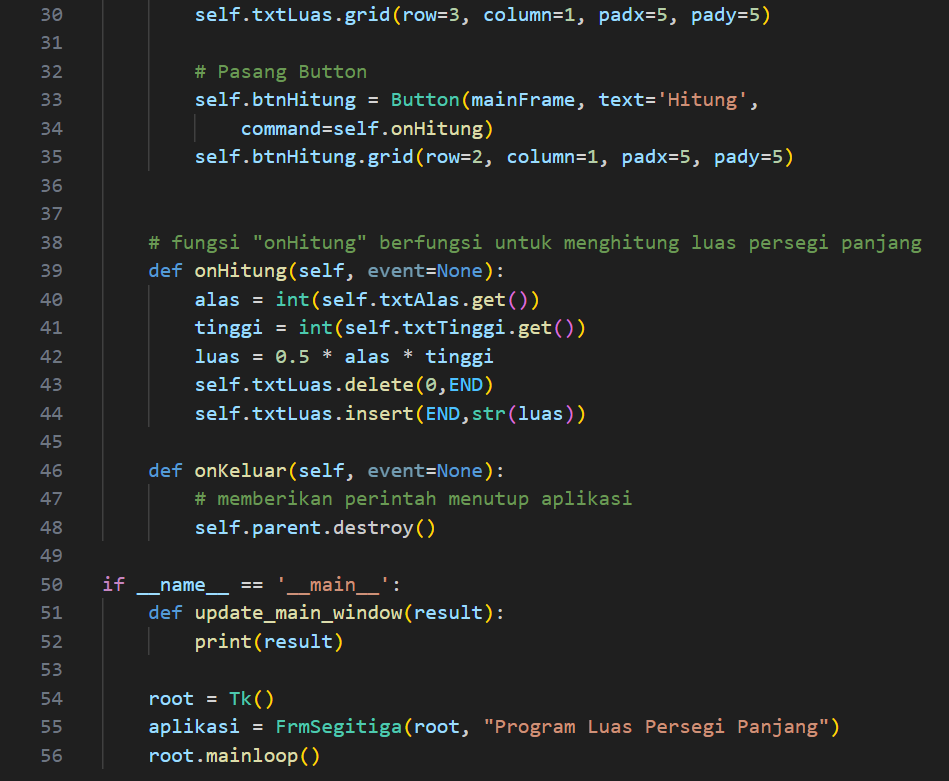 30 self.txtLuas.grid(row=3, column=1, padx=5, pady=5)
31
32 # Pasang Button
33 self.btnHitung = Button(mainFrame, text='Hitung',
34 command=self.onHitung)
35 self.btnHitung.grid(row=2, column=1, padx=5, pady=5)
36
37
38 # fungsi "onHitung" berfungsi untuk menghitung luas persegi panjang
39 def onHitung(self, event=None):
40 alas = int(self.txtAlas.get())
41 tinggi = int(self.txtTinggi.get())
42 luas = 0.5 * alas * tinggi
43 self.txtLuas.delete(0,END)
44 self.txtLuas.insert(END,str(luas))
45
46 def onKeluar(self, event=None):
47 # memberikan perintah menutup aplikasi
48 self.parent.destroy()
49
50 if __name__ == '__main__':
51 def update_main_window(result):
52 print(result)
53
54 root = Tk()
55 aplikasi = FrmSegitiga(root, "Program Luas Persegi Panjang")
56 root.mainloop()